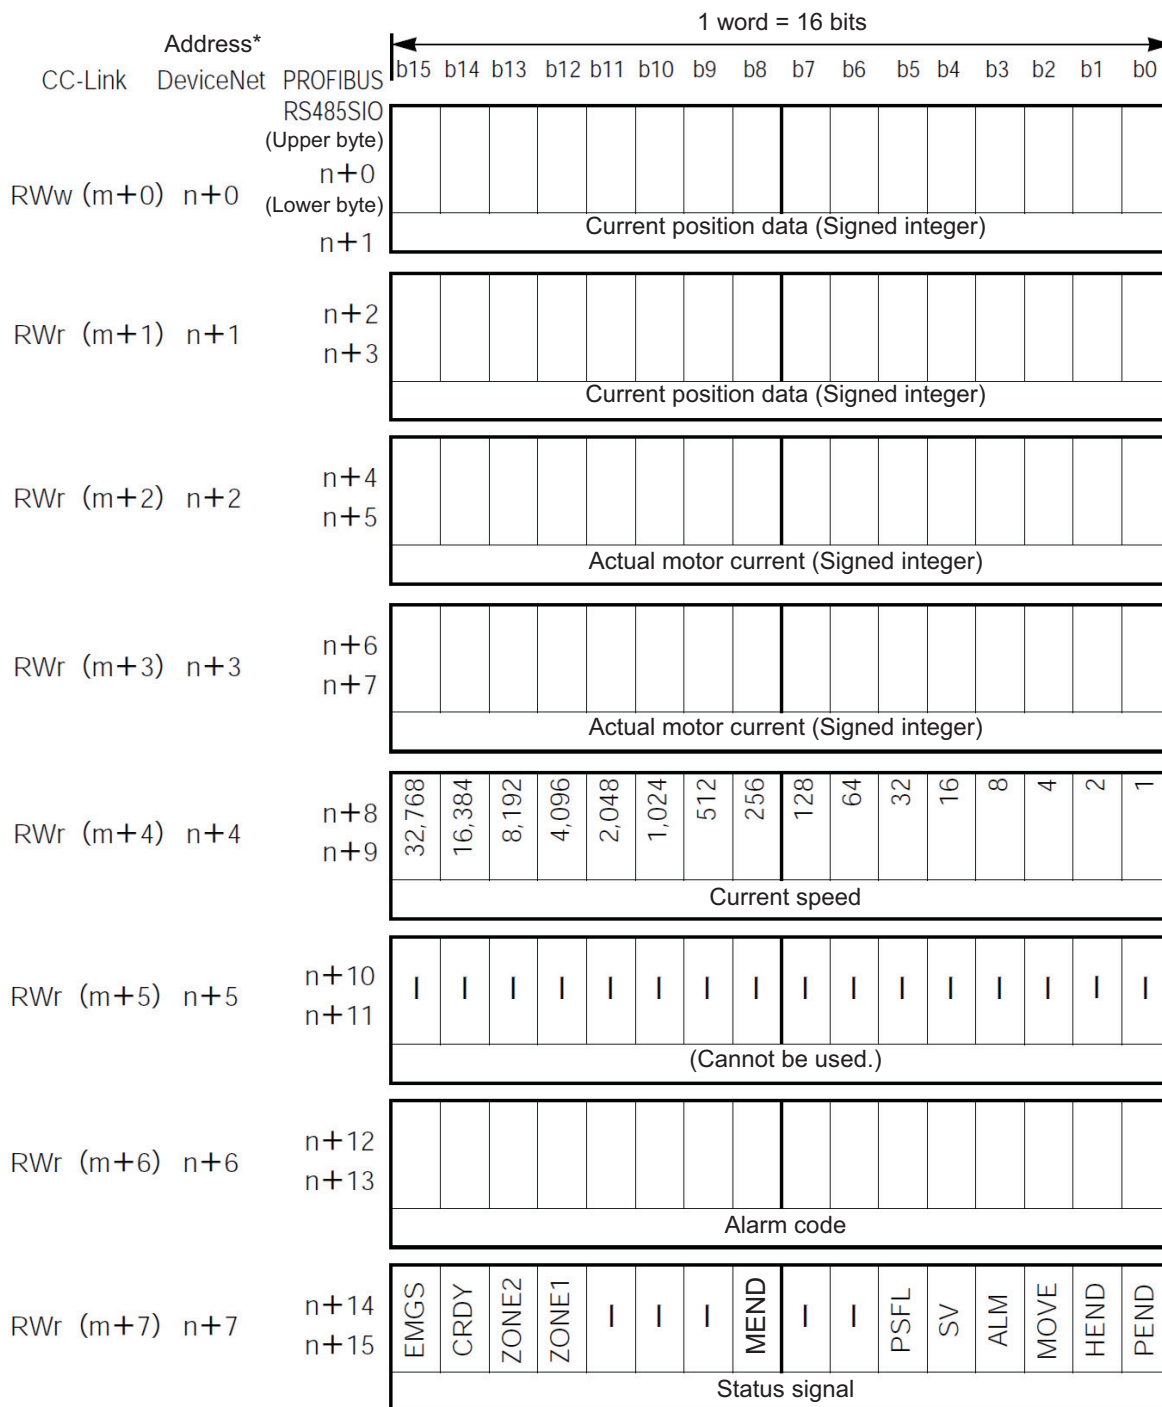 1 word = 16 bits
Address*
CC-Link DeviceNet PROFIBUS b15 b14 b13 b12 b11 b10 b9 b8 b7 b6 b5 b4 b3 b2 b1 b0
RS485SIO
(Upper byte)
n+0
RWw (m+0) n+0
(Lower byte)
n+1
Current position data (Signed integer)
n+2
RWr (m+1) n+1
n+3
Current position data (Signed integer)
n+4
RWr (m+2) n+2
n+5
Actual motor current (Signed integer)
n+6
RWr (m+3) n+3
n+7
Actual motor current (Signed integer)
n+8
RWr (m+4) n+4
n+9
32,768 16,384 8,192 4,096 2,048 1,024 512 256 128 64 32 16 8 4 2 1
Current speed
n+10
RWr (m+5) n+5
n+11
| | | | | | | | | | | | | | | |
(Cannot be used.)
n+12
RWr (m+6) n+6
n+13
Alarm code
n+14
RWr (m+7) n+7
n+15
EMGS CRDY ZONE2 ZONE1 | | | MEND | | PSFL SV ALM MOVE HEND PEND
Status signal